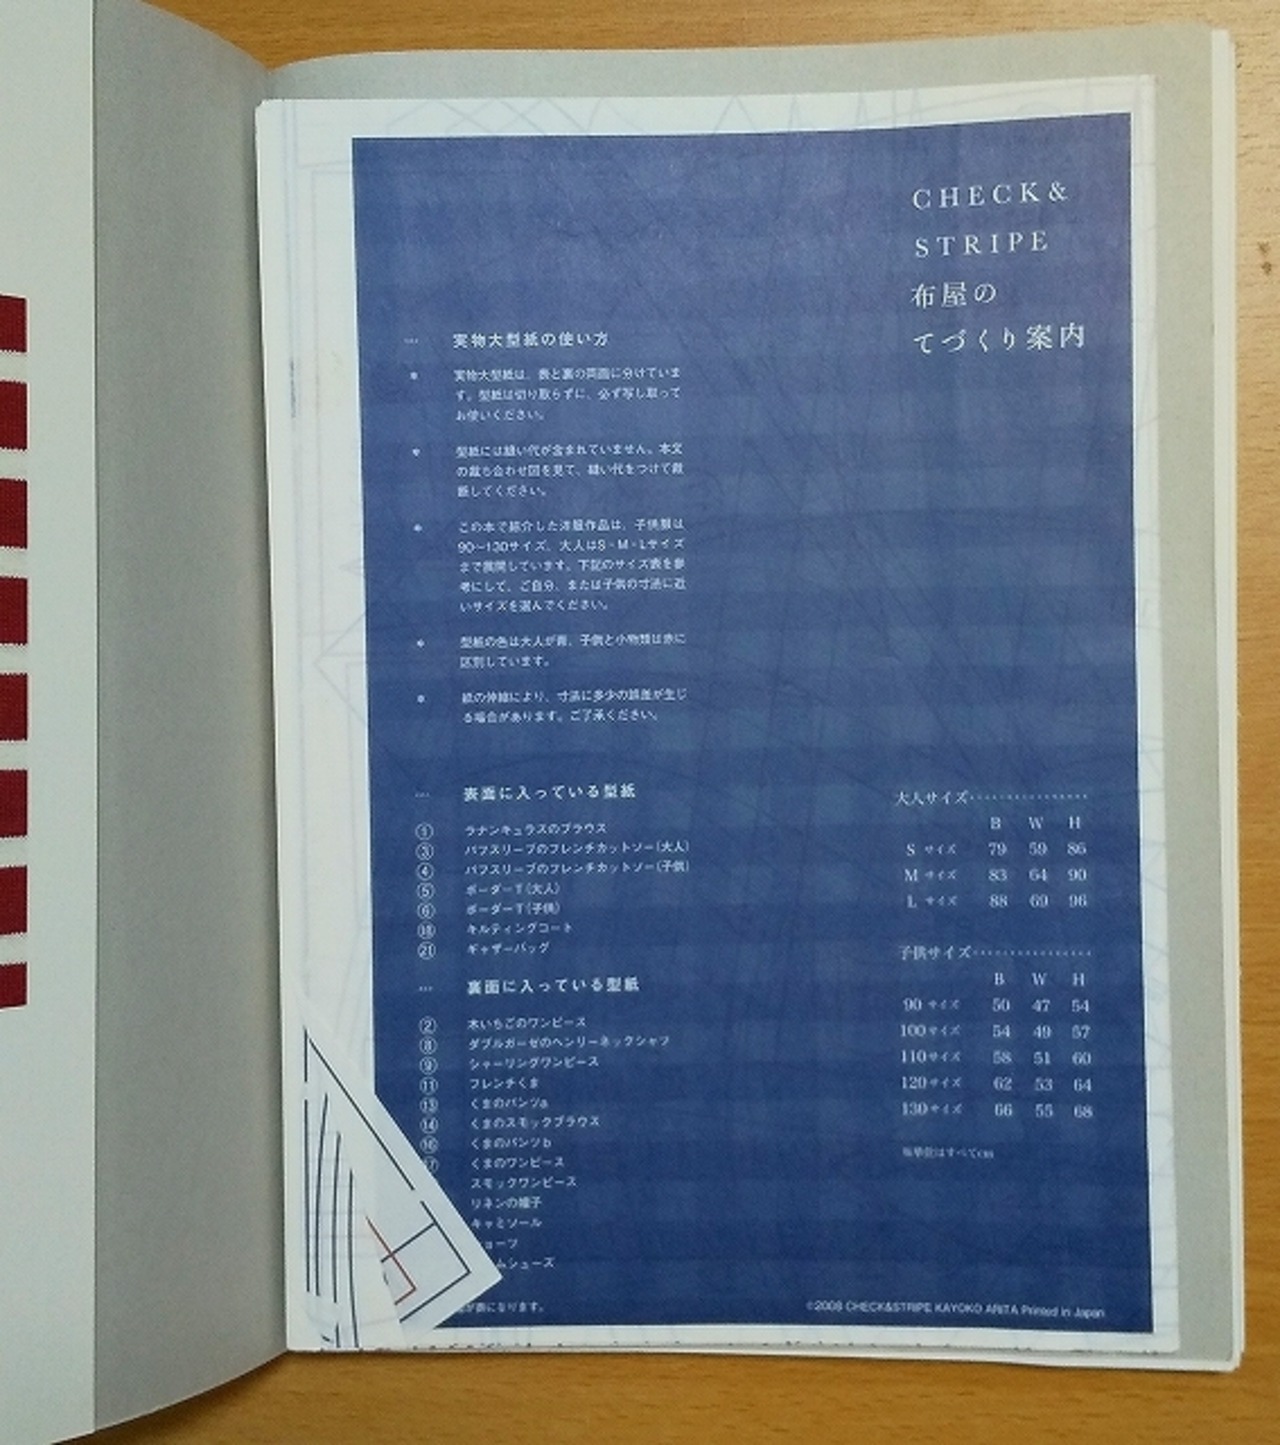 CHECK&
STRIPE
布屋の
てづくり案内
実物大型紙の使い方
実物大型紙は、表と裏の両面に分けていま
す。型紙は切り取らずに、必ず写し取って
お使いください。
型紙には縫い代が含まれていません。本文
の裁ち合わせ図を見て、縫い代をつけて裁
断してください。
この本で紹介した洋服作品は、子供類は
90〜130サイズ、大人はS・M・Lサイズ
まで展開しています。下記のサイズ表を参
考にして、ご自分、または子供の寸法に近
いサイズを選んでください。
型紙の色は大人が青、子供と小物類は赤に
区別しています。
紙の伸縮により、寸法に多少の誤差が生じ
る場合があります。ご了承ください。
表面に入っている型紙
① ラナンキュラスのブラウス
③ パフスリーブのフレンチカットソー(大人)
④ パフスリーブのフレンチカットソー(子供)
⑤ ボーダーT(大人)
⑥ ボーダーT(子供)
キルティングコート
㉑ ギャザーバッグ
裏面に入っている型紙
② 木いちごのワンピース
⑧ ダブルガーゼのヘンリーネックシャツ
⑨ シャーリングワンピース
⑪ フレンチくま
⑬ くまのパンツa
⑭ くまのスモックブラウス
⑯ くまのパンツb
くまのワンピース
スモックワンピース
リネンの帽子
キャミソール
ョーツ
ムシューズ
が表になります。
大人サイズ
B W H
S サイズ 79 59 86
M サイズ 83 64 90
L サイズ 88 69 96
子供サイズ
B W H
90 サイズ 50 47 54
100サイズ 54 49 57
110サイズ 58 51 60
120サイズ 62 53 64
130サイズ 66 55 68
単位はすべてcm
©2008 CHECK&STRIPE KAYOKO ARITA Printed in Japan